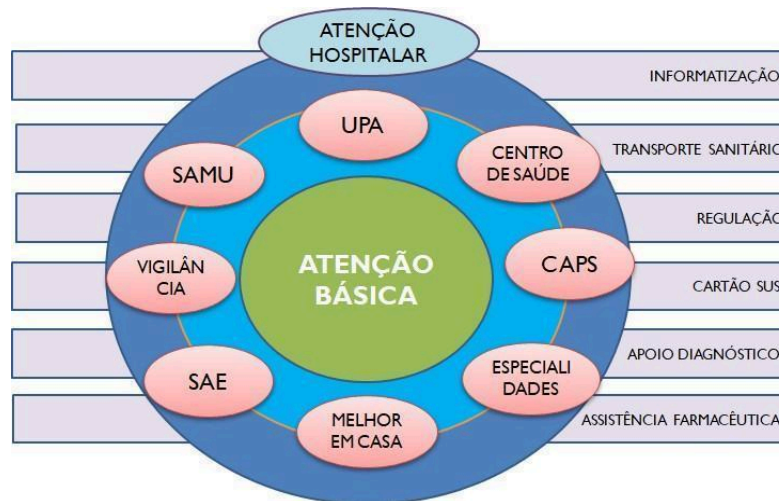 ATENÇÃO
HOSPITALAR
INFORMATIZAÇÃO
UPA
TRANSPORTE SANITÁRIO
CENTRO
DE SAÚDE
SAMU
REGULAÇÃO
ATENÇÃO
BÁSICA
VIGILÂN
CIA
CAPS
CARTÃO SUS
APOIO DIAGNÓSTICO
SAE
ESPECIALI
DADES
MELHOR
EM CASA
ASSISTÊNCIA FARMACÊUTICA